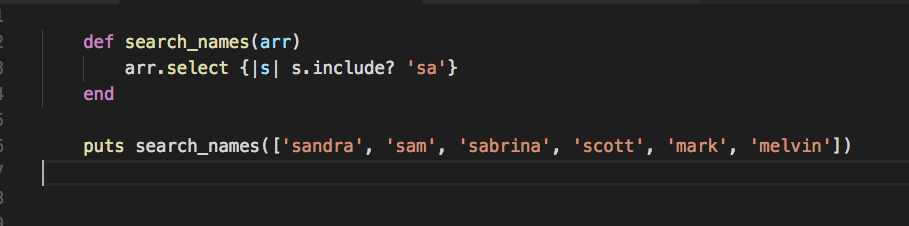 def search_names(arr)
arr.select {|s| s.include? 'sa'}
end
puts search_names(['sandra', 'sam', 'sabrina', 'scott', 'mark', 'melvin'])